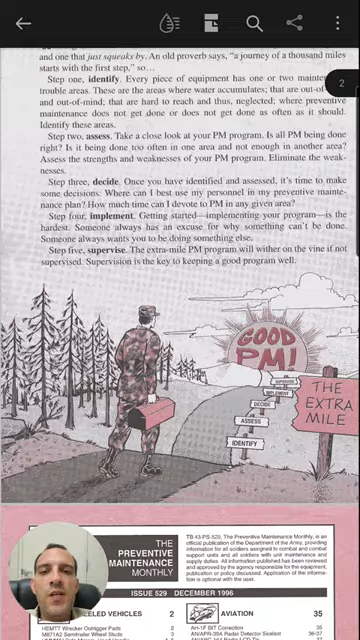 2
and one that just squeaks by. An old proverb says, "a journey of a thousand miles
starts with the first step," so…
Step one, identify. Every piece of equipment has one or two
trouble areas. These are the areas where water accumulates; that are
and out-of-mind; that are hard to reach and thus, neglected; where preventive
maintenance does not get done or does not get done as often as it should.
Identify these areas.
Step two, assess. Take a close look at your PM program. Is all PM being done
right? Is it being done too often in one area and not enough in another area?
Assess the strengths and weaknesses of your PM program. Eliminate the weak-
nesses.
Step three, decide. Once you have identified and assessed, it's time to make
some decisions. Where can I best use my personnel in my preventive mainte-
nance plan? How much time can I devote to PM in any given area?
Step four, implement. Getting started—implementing your program—is the
hardest. Someone always has an excuse for why something can't be done.
Someone always wants you to be doing something else.
Step five, supervise. The extra-mile PM program will wither on the vine if not
supervised. Supervision is the key to keeping a good program well.
GOOD
PM!
SUPERVISE
IMPLEMENT
DECIDE
ASSESS
IDENTIFY
THE
EXTRA
MILE
THE
PREVENTIVE
MAINTENANCE
MONTHLY
TB 43-PS-529, The Preventive Maintenance Monthly, is an
official publication of the Department of the Army, providing
information for all soldiers assigned to combat and combat
support units and all soldiers with unit maintenance and
supply duties. All information published has been reviewed
and approved by the agency responsible for the equipment,
publication or policy discussed. Application of the informa-
tion is optional with the user.
ISSUE 529 DECEMBER 1996
VEHICLES 2
HEMTT Wrecker Outrigger Pads 2
M871A2 Semitrailer Wheel Studs 3
AVIATION 35
AH-1F BIT Correction 35
AN/APR-39A Radar Detector Seal 36-37